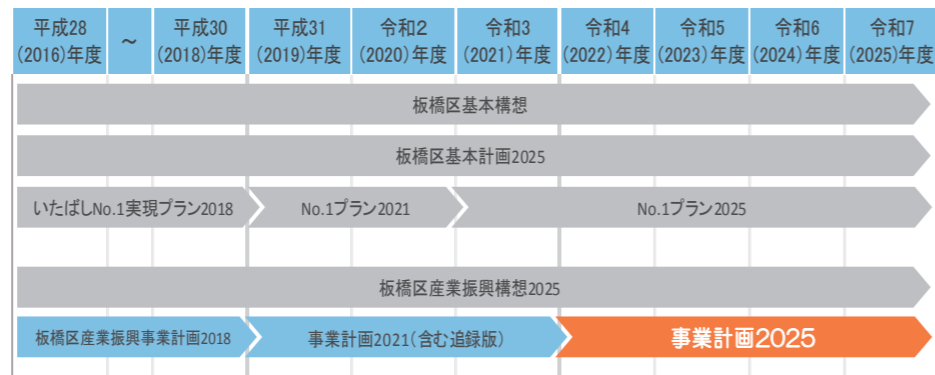 平成28
(2016)年度
～
平成30
(2018)年度
平成31
(2019)年度
令和2
(2020)年度
令和3
(2021)年度
令和4
(2022)年度
令和5
(2023)年度
令和6
(2024)年度
令和7
(2025)年度
板橋区基本構想
板橋区基本計画2025
いたばしNo.1実現プラン2018
No.1プラン2021
No.1プラン2025
板橋区産業振興構想2025
板橋区産業振興事業計画2018
事業計画2021(含む追録版)
事業計画2025